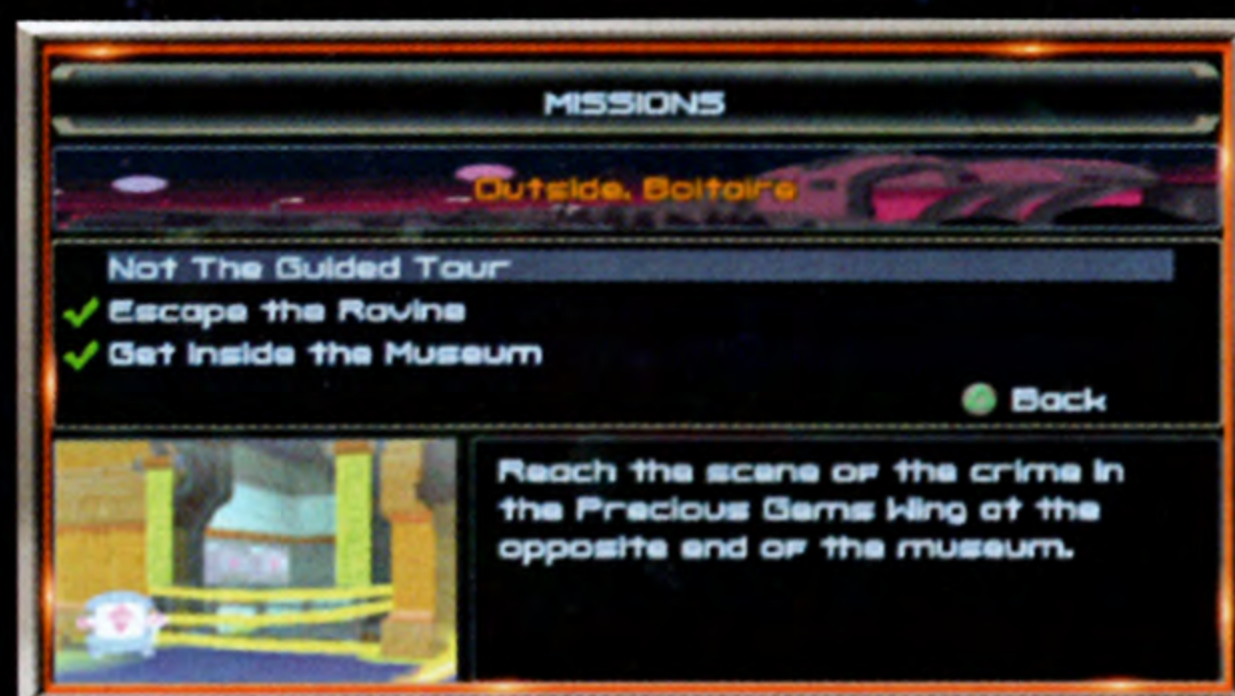 MISSIONS
Outside, Boltaire
Not The Guided Tour
Escape the Ravine
Get Inside the Museum
Back
Reach the scene of the crime in
the Precious Gems Wing at the
opposite end of the museum.